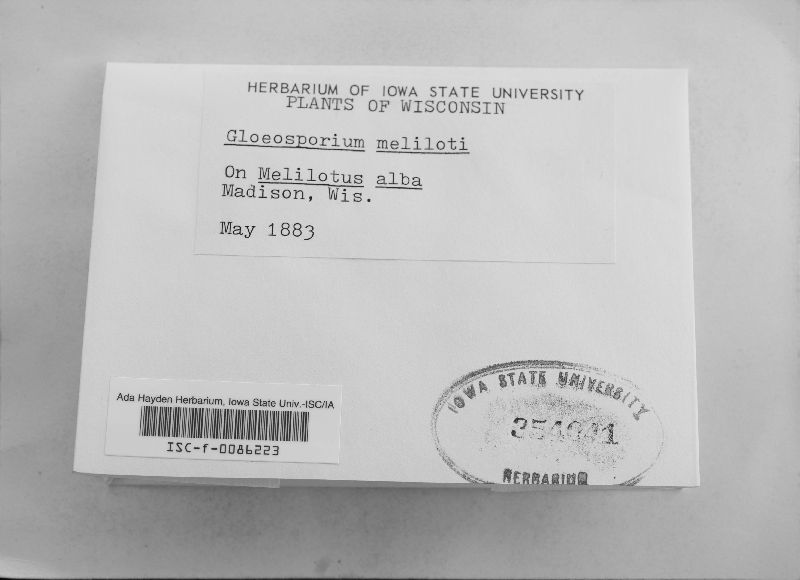 HERBARIUM OF IOWA STATE UNIVERSITY
PLANTS OF WISCONSIN
Gloeosporium meliloti
On Melilotus alba
Madison, Wis.
May 1883
Ada Hayden Herbarium, Iowa State Univ.-ISC/IA
ISC-f-0086223
IOWA STATE UNIVERSITY
HERBARIUM